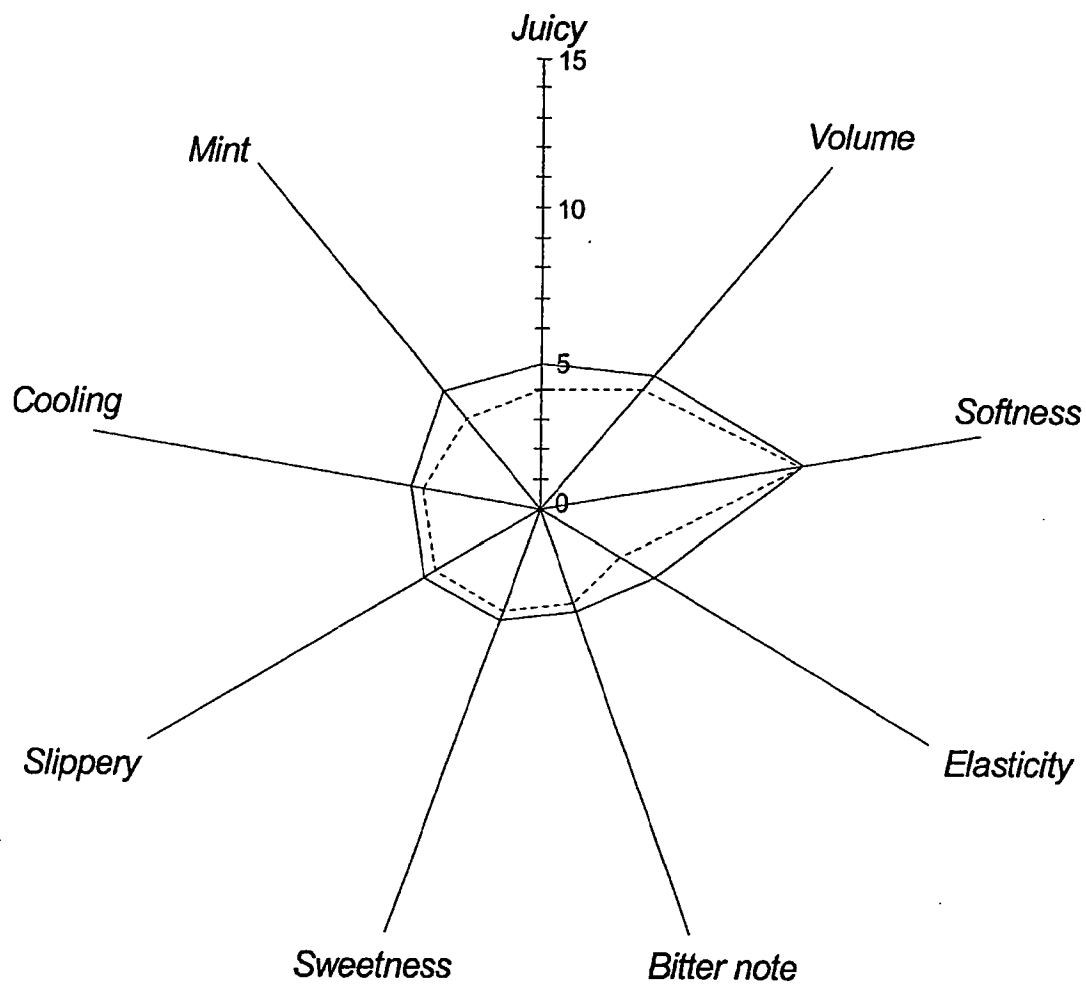 Juicy
15
Mint
Volume
10
5
Cooling
Softness
0
Slippery
Elasticity
Sweetness
Bitter note